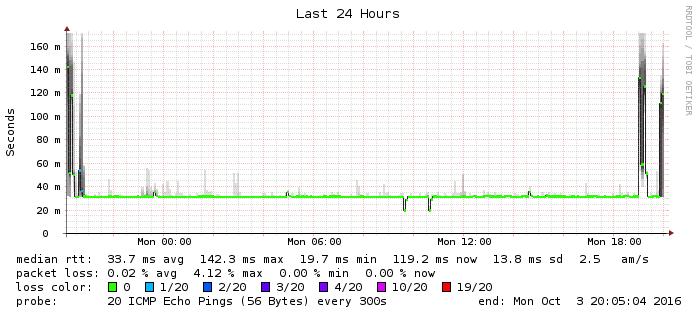 Last 24 Hours
RRDTOOL / TOBI OETIKER
Seconds
160 m
140 m
120 m
100 m
80 m
60 m
40 m
20 m
0
Mon 00:00 Mon 06:00 Mon 12:00 Mon 18:00
median rtt: 33.7 ms avg 142.3 ms max 19.7 ms min 119.2 ms now 13.8 ms sd 2.5 am/s
packet loss: 0.02 % avg 4.12 % max 0.00 % min 0.00 % now
loss color: 0 1/20 2/20 3/20 4/20 10/20 19/20
probe: 20 ICMP Echo Pings (56 Bytes) every 300s end: Mon Oct 3 20:05:04 2016